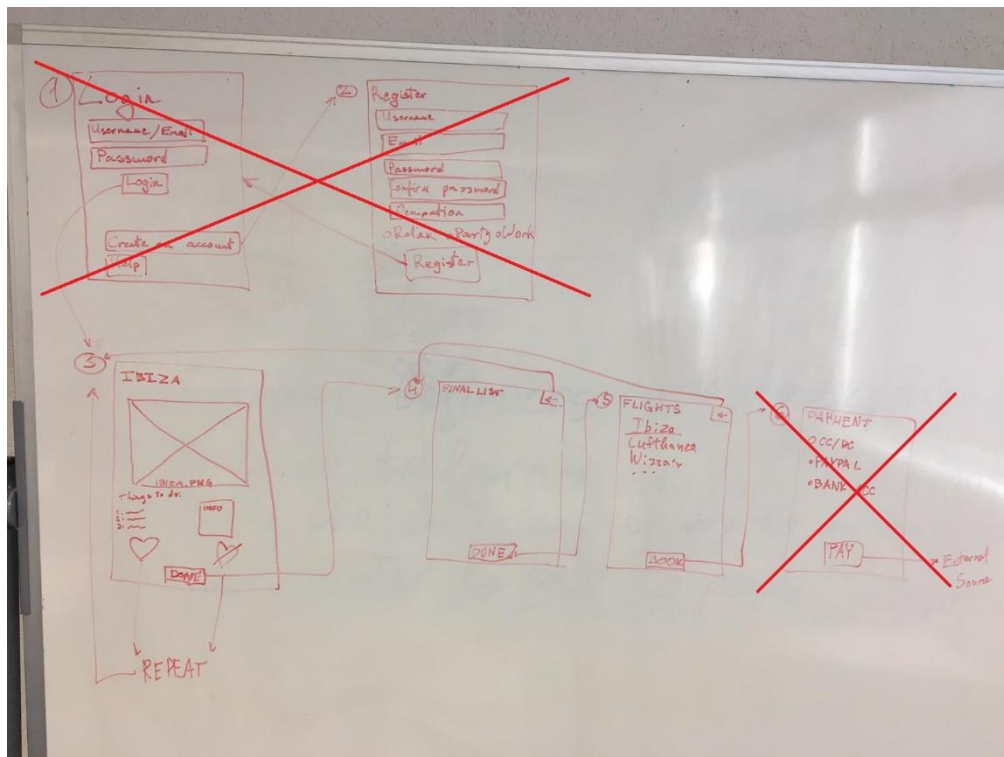 1
Login
Username/Email
Password
Login
Create an account
Help
2
Register
Username
Email
Password
Confirm password
Occupation
Relax Party Work
Register
3
IBIZA
IBIZA.PNG
Things to do:
1.
2.
3.
INFO
DONE
REPEAT
4
FINAL LIST
DONE
5
FLIGHTS
Ibiza
Lufthansa
Wizzair
...
BOOK
6
PAYMENT
CC/DC
PAYPAL
BANK CC
PAY
External
Source